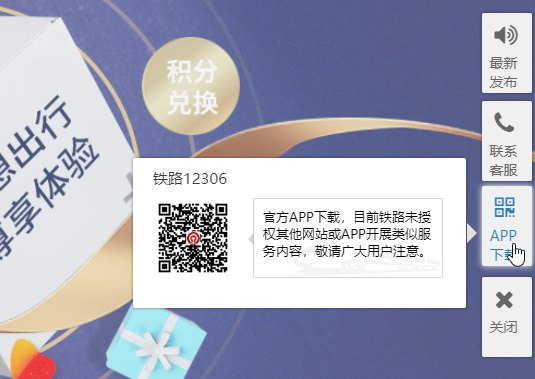 积分
兑换
想出行
尊享体验
最新
发布
联系
客服
铁路12306
官方APP下载，目前铁路未授
权其他网站或APP开展类似服
务内容，敬请广大用户注意。
APP
下载
关闭